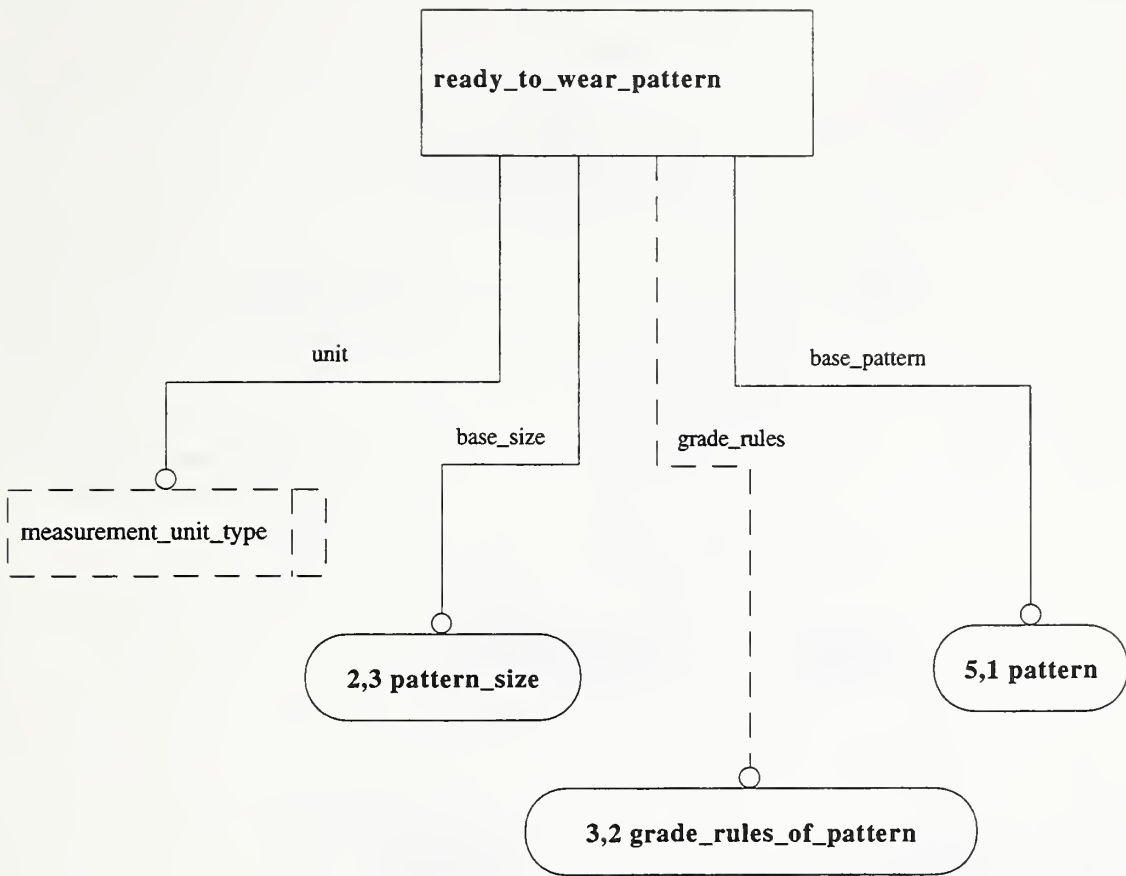 ready_to_wear_pattern
unit
base_pattern
base_size
grade_rules
measurement_unit_type
2,3 pattern_size
5,1 pattern
3,2 grade_rules_of_pattern